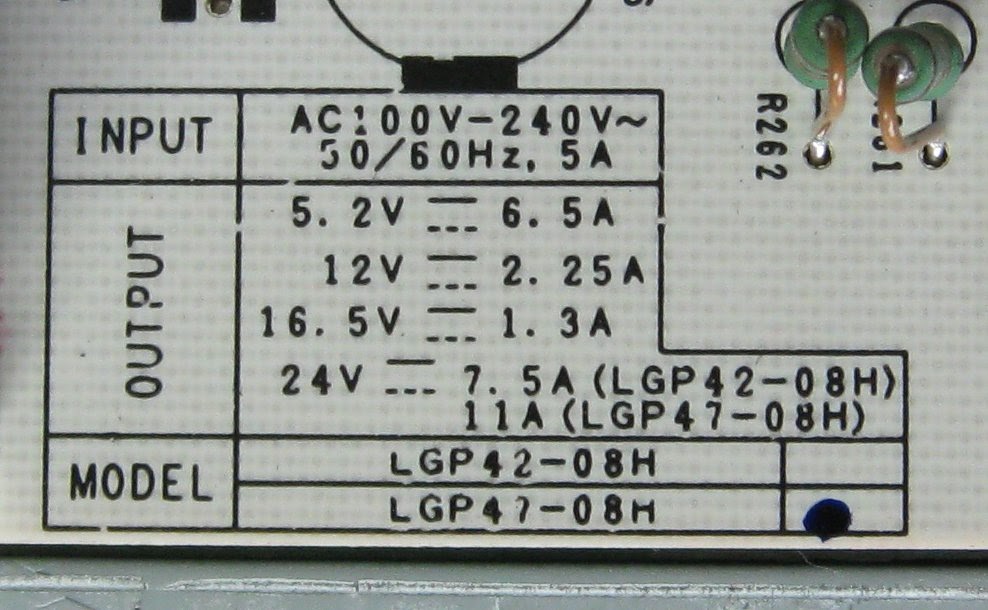 INPUT
AC100V-240V~
50/60Hz, 5A
OUTPUT
5.2V 6.5A
12V 2.25A
16.5V 1.3A
24V 7.5A (LGP42-08H)
11A (LGP47-08H)
MODEL
LGP42-08H
LGP47-08H
R262